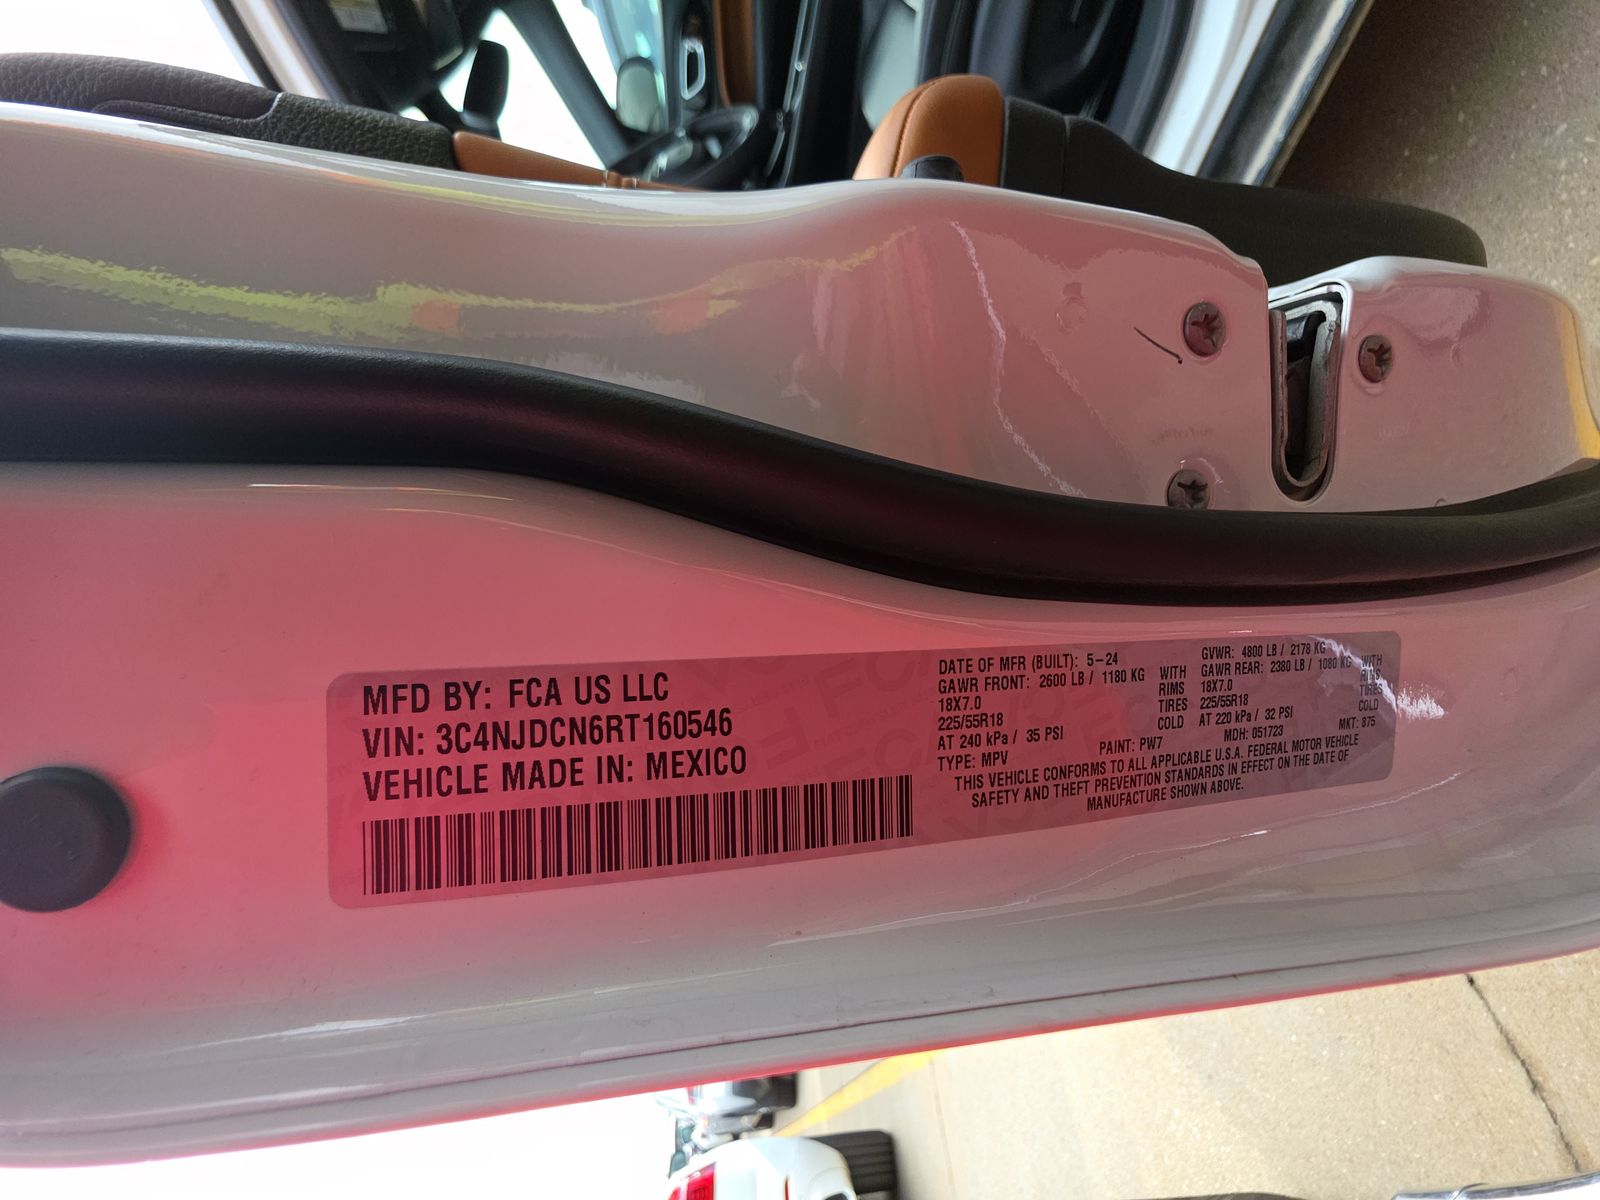 MFD BY: FCA US LLC
VIN: 3C4NJDCN6RT160546
VEHICLE MADE IN: MEXICO
DATE OF MFR (BUILT): 5-24 GVWR: 4800 LB / 2178 KG
GAWR FRONT: 2600 LB / 1180 KG WITH GAWR REAR: 2380 LB / 1080 KG WITH
18X7.0 RIMS 18X7.0 RIMS
225/55R18 TIRES 225/55R18 TIRES
AT 240 kPa / 35 PSI COLD AT 220 kPa / 32 PSI COLD
TYPE: MPV PAINT: PW7 MDH: 051723 MKT: 875
THIS VEHICLE CONFORMS TO ALL APPLICABLE U.S.A. FEDERAL MOTOR VEHICLE
SAFETY AND THEFT PREVENTION STANDARDS IN EFFECT ON THE DATE OF
MANUFACTURE SHOWN ABOVE.